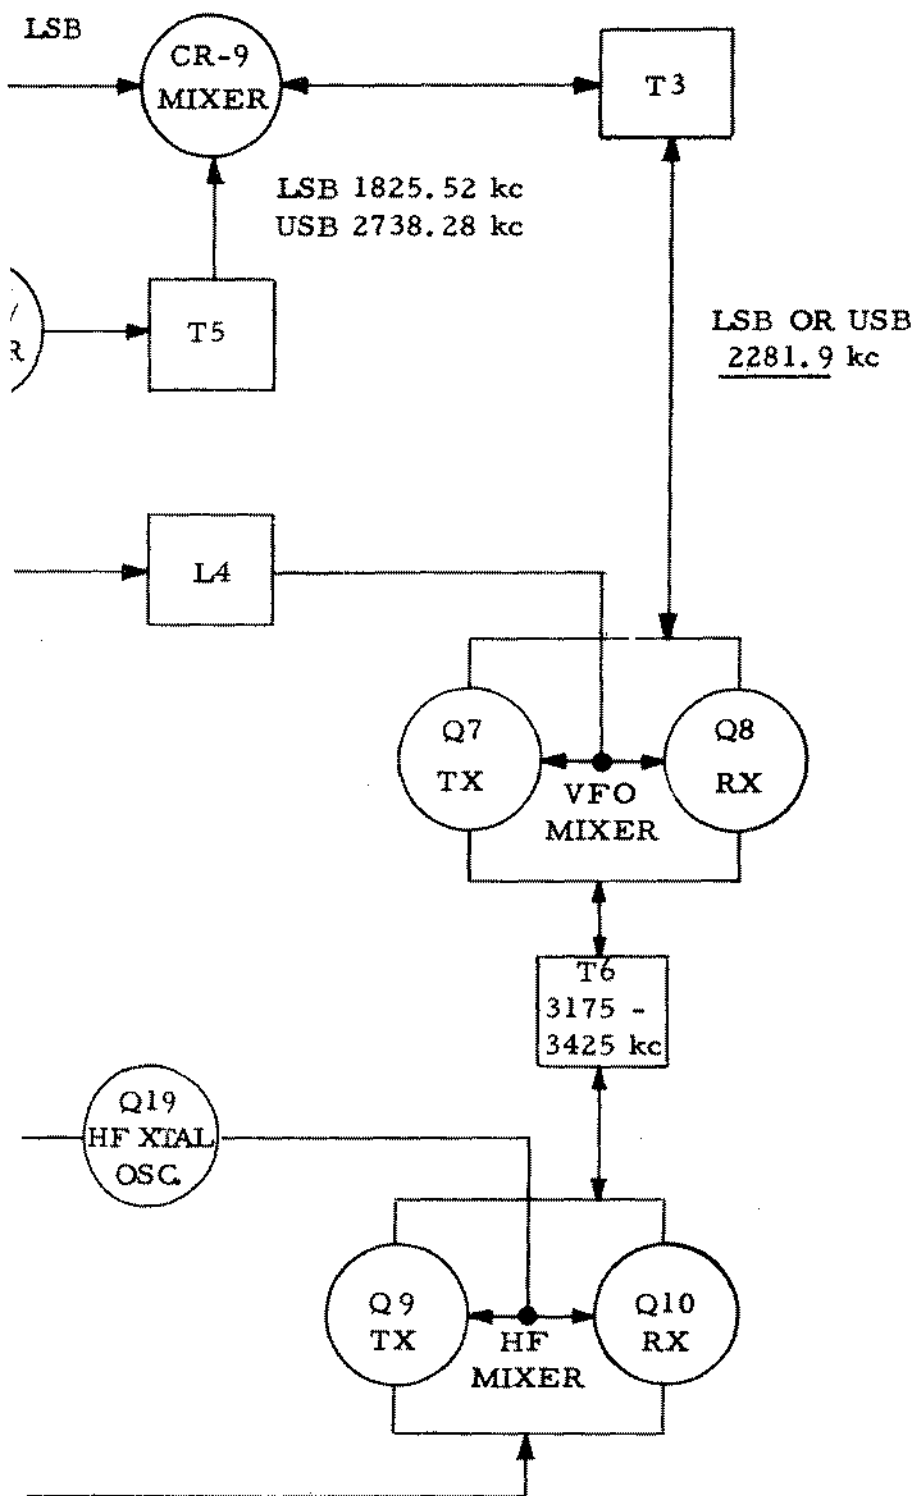 LSB
CR-9
MIXER
T3
LSB 1825.52 kc
USB 2738.28 kc
T5
R
LSB OR USB
2281.9 kc
L4
Q7
TX
Q8
RX
VFO
MIXER
T6
3175 -
3425 kc
Q19
HF XTAL
OSC.
Q9
TX
Q10
RX
HF
MIXER